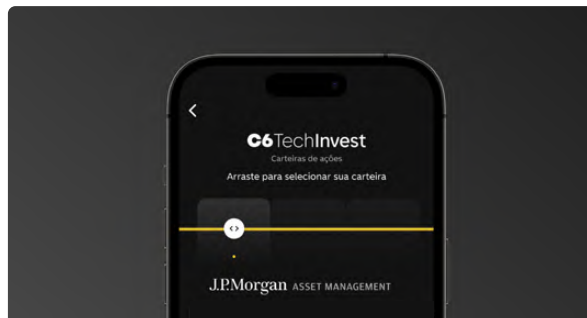 C6TechInvest
Carteiras de ações
Arraste para selecionar sua carteira
J.P.Morgan ASSET MANAGEMENT